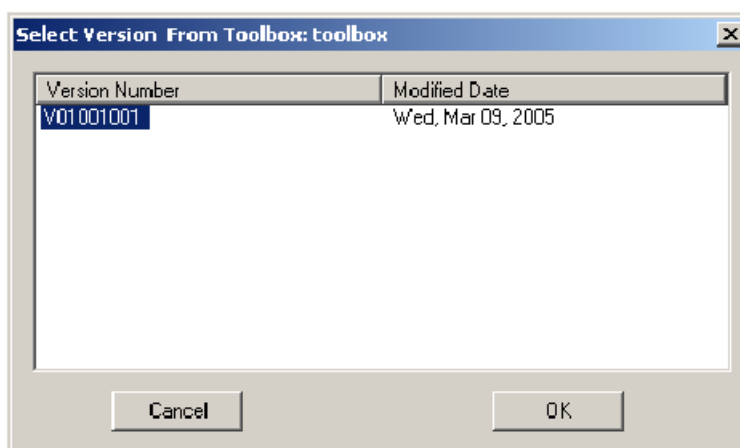 Select Version From Toolbox: toolbox
Version Number Modified Date
V01001001 Wed, Mar 09, 2005
Cancel OK